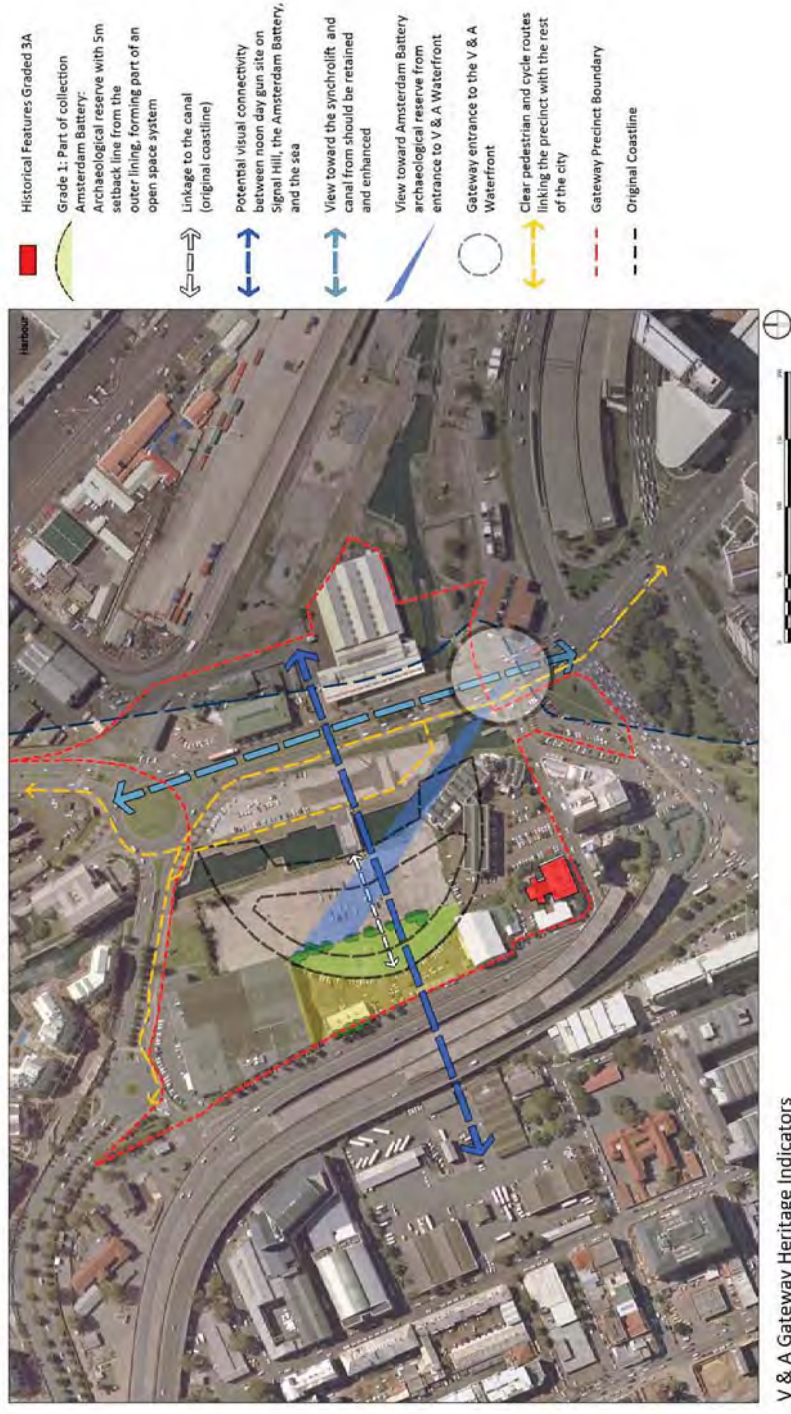 Historical Features Graded 3A
Grade 1: Part of collection
Amsterdam Battery:
Archaeological reserve with 5m
setback line from the
outer lining, forming part of an
open space system
Linkage to the canal
(original coastline)
Potential visual connectivity
between noon day gun site on
Signal Hill, the Amsterdam Battery,
and the sea
View toward the synchrolift and
canal from should be retained
and enhanced
View toward Amsterdam Battery
archaeological reserve from
entrance to V & A Waterfront
Gateway entrance to the V & A
Waterfront
Clear pedestrian and cycle routes
linking the precinct with the rest
of the city
Gateway Precinct Boundary
Original Coastline
Harbour
V & A Gateway Heritage Indicators